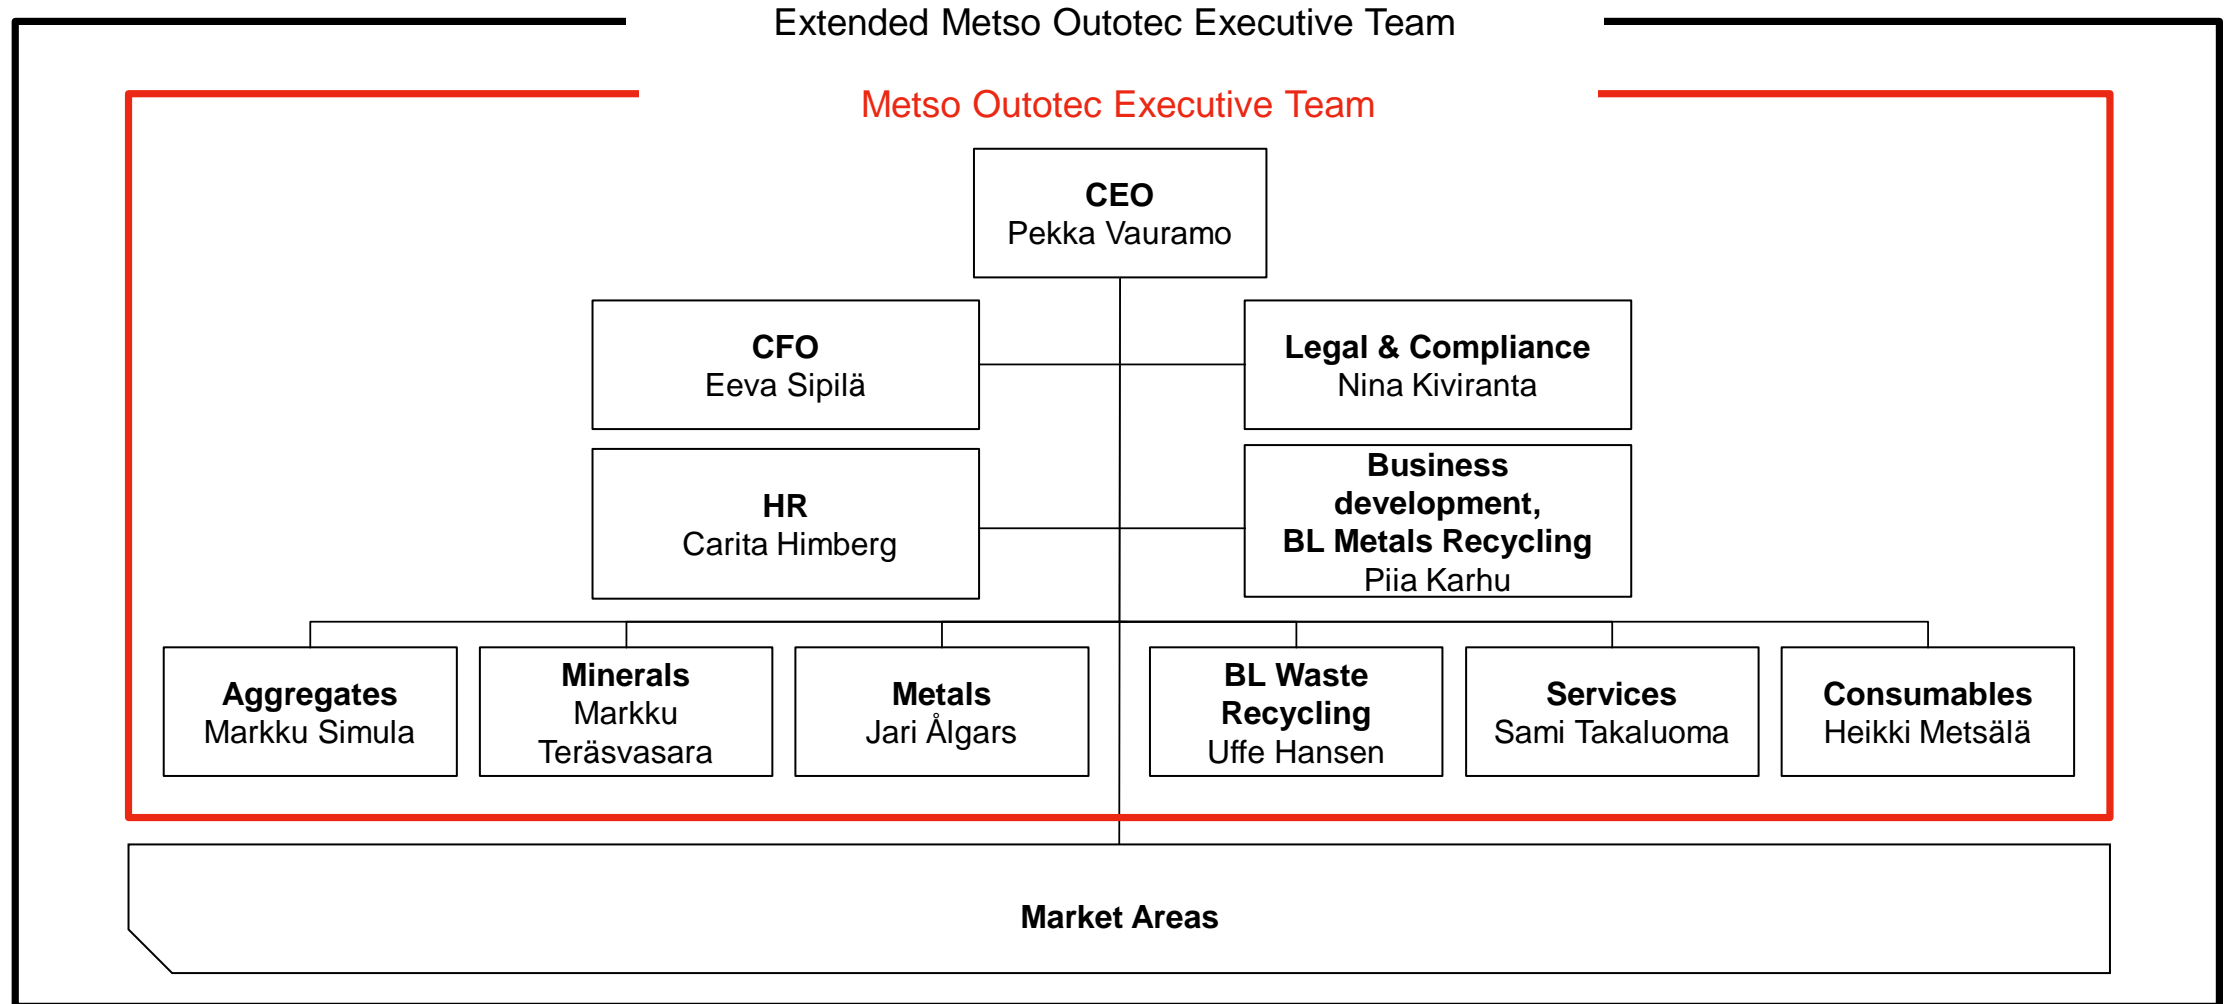 Extended Metso Outotec Executive Team
Metso Outotec Executive Team
CEO
Pekka Vauramo
CFO
Eeva Sipilä
Legal & Compliance
Nina Kiviranta
HR
Carita Himberg
Business
development,
BL Metals Recycling
Piia Karhu
Aggregates
Markku Simula
Minerals
Markku
Teräsvasara
Metals
Jari Ålgars
BL Waste
Recycling
Uffe Hansen
Services
Sami Takaluoma
Consumables
Heikki Metsälä
Market Areas